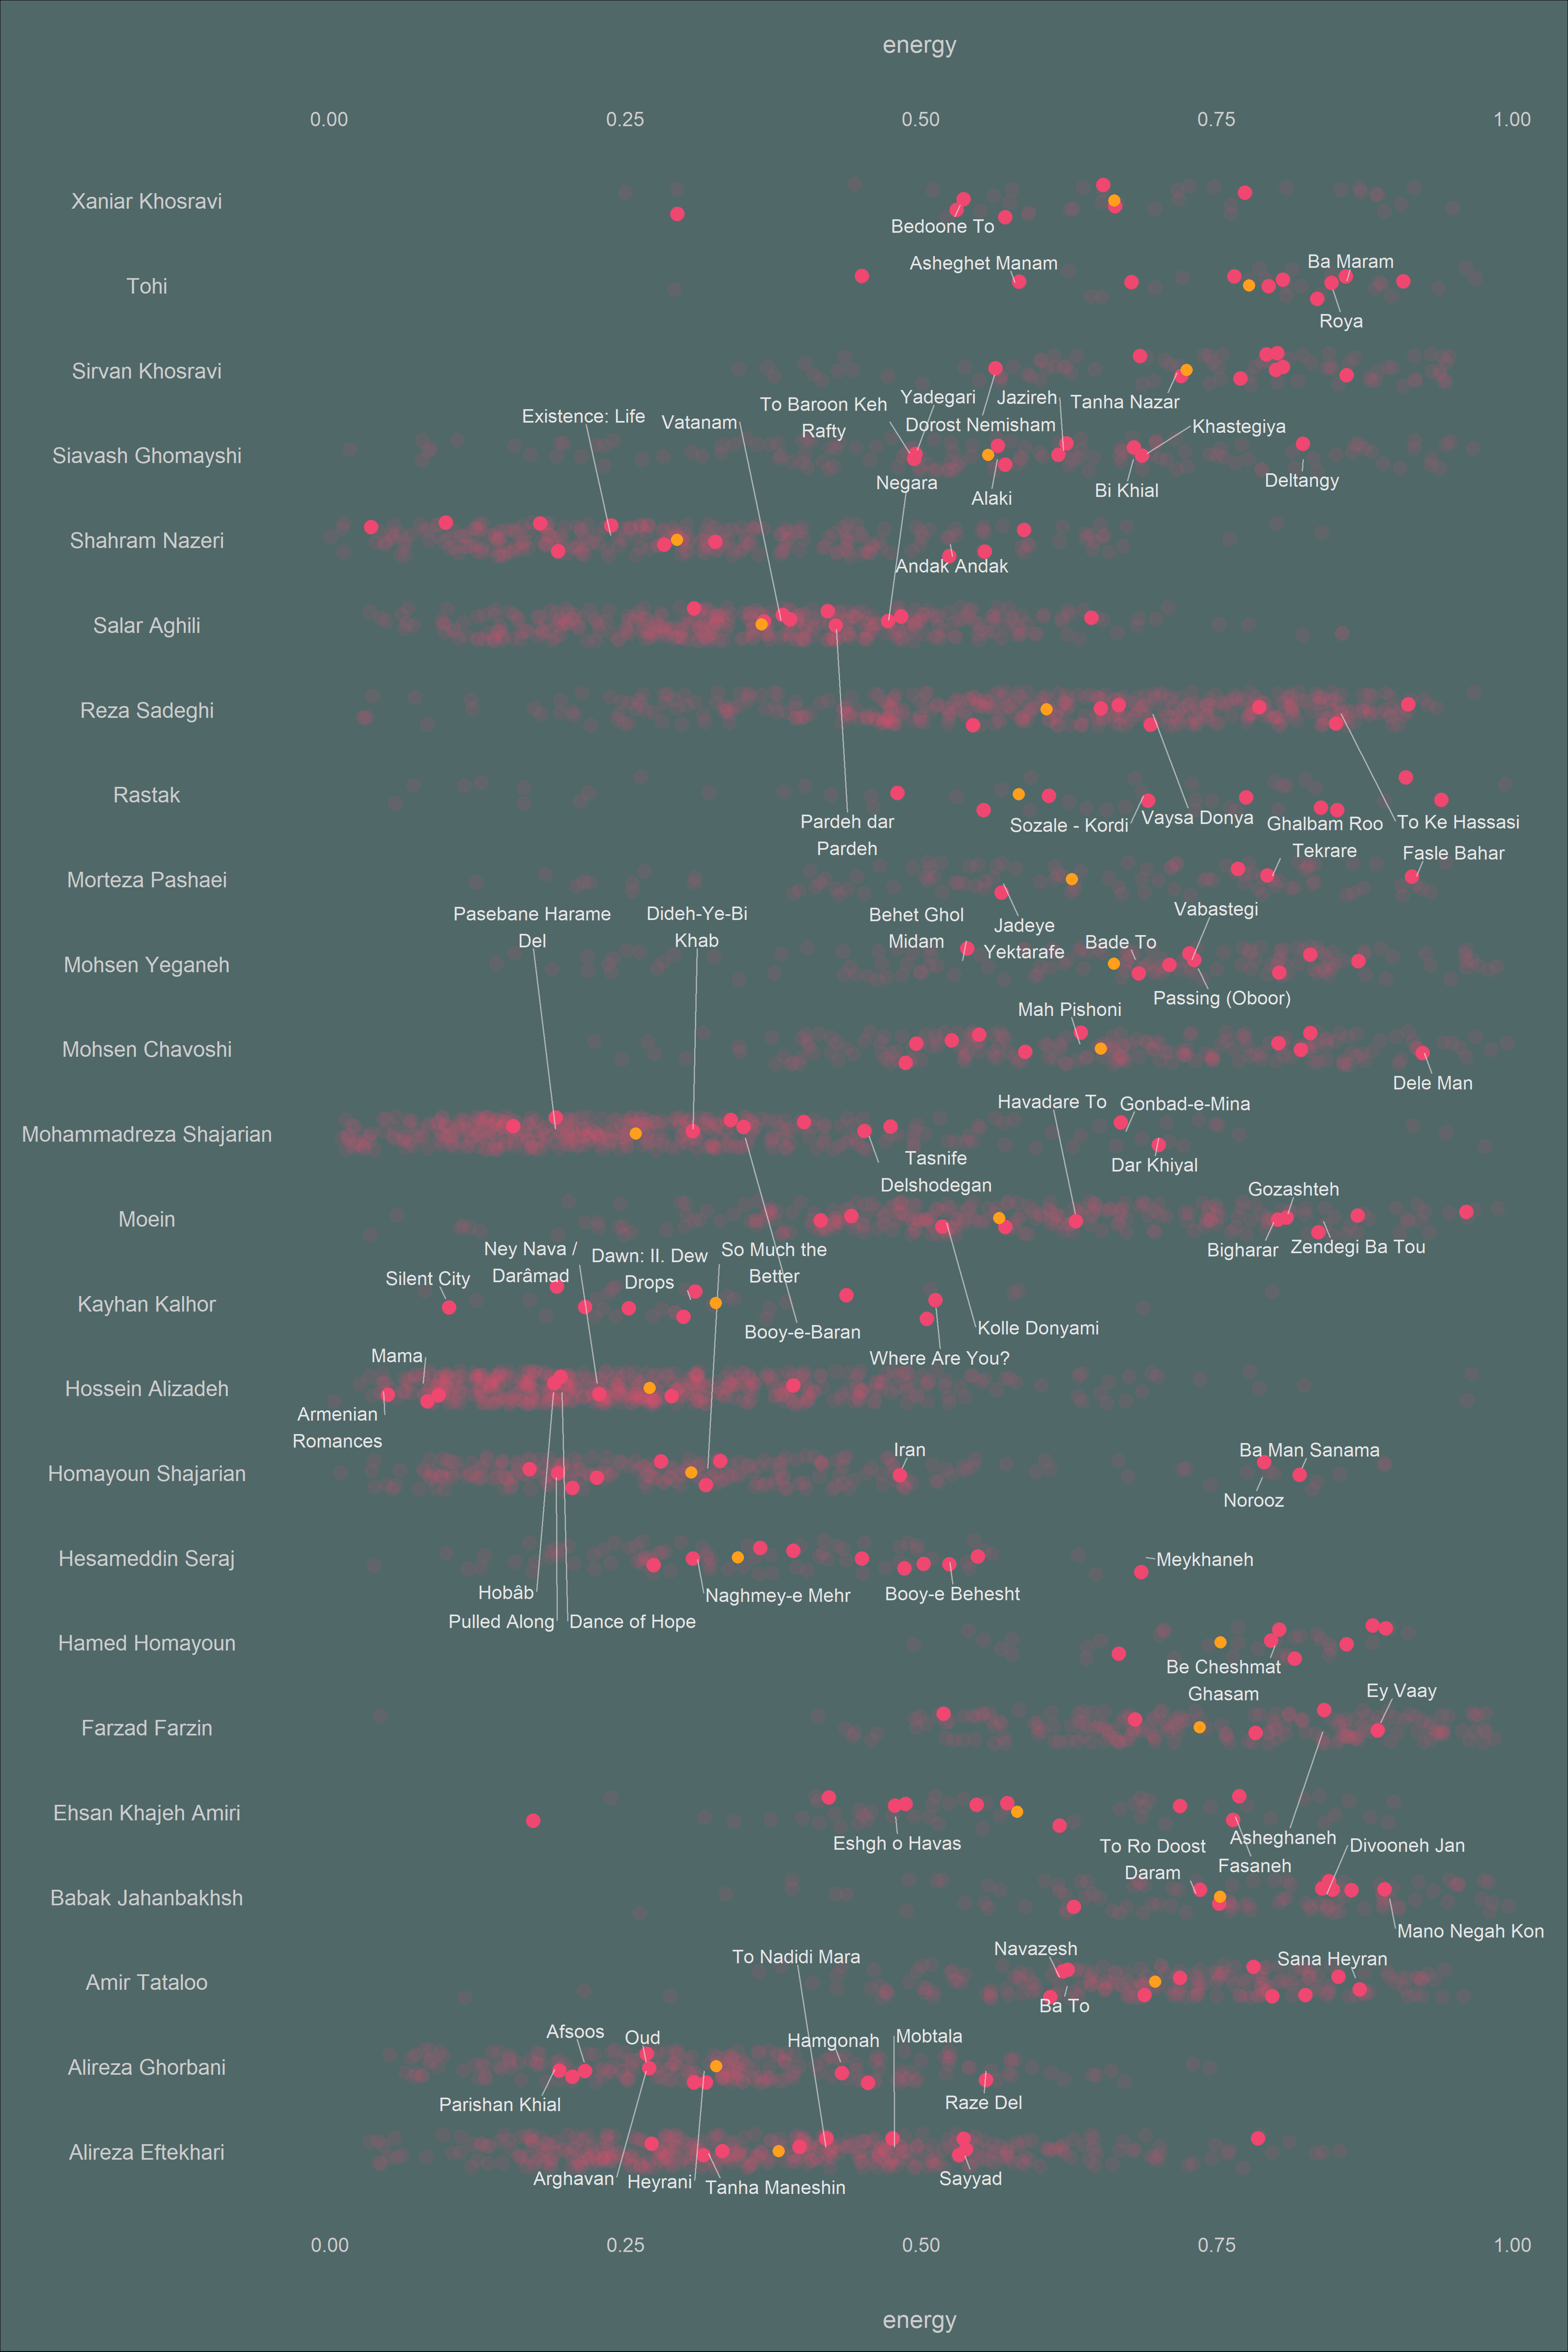 energy
0.00 0.25 0.50 0.75 1.00
Xaniar Khosravi
Bedoone To
Tohi
Asheghet Manam
Ba Maram
Roya
Sirvan Khosravi
To Baroon Keh
Rafty
Yadegari
Dorost Nemisham
Jazireh
Tanha Nazar
Existence: Life
Vatanam
Khastegiya
Siavash Ghomayshi
Negara
Alaki
Bi Khial
Deltangy
Shahram Nazeri
Andak Andak
Salar Aghili
Reza Sadeghi
Rastak
Pardeh dar
Pardeh
Sozale - Kordi
Vaysa Donya
Ghalbam Roo
Tekrare
To Ke Hassasi
Fasle Bahar
Morteza Pashaei
Pasebane Harame
Del
Dideh-Ye-Bi
Khab
Behet Ghol
Midam
Jadeye
Yektarafe
Bade To
Vabastegi
Mohsen Yeganeh
Passing (Oboor)
Mah Pishoni
Mohsen Chavoshi
Dele Man
Havadare To
Gonbad-e-Mina
Mohammadreza Shajarian
Tasnife
Delshodegan
Dar Khiyal
Gozashteh
Moein
Bigharar
Zendegi Ba Tou
Ney Nava /
Darâmad
Dawn: II. Dew
Drops
So Much the
Better
Silent City
Kayhan Kalhor
Booy-e-Baran
Kolle Donyami
Where Are You?
Mama
Hossein Alizadeh
Armenian
Romances
Iran
Ba Man Sanama
Homayoun Shajarian
Norooz
Hesameddin Seraj
Meykhaneh
Hobâb
Naghmey-e Mehr
Booy-e Behesht
Pulled Along
Dance of Hope
Hamed Homayoun
Be Cheshmat
Ghasam
Ey Vaay
Farzad Farzin
Ehsan Khajeh Amiri
Eshgh o Havas
To Ro Doost
Daram
Asheghaneh
Fasaneh
Divooneh Jan
Babak Jahanbakhsh
Mano Negah Kon
To Nadidi Mara
Navazesh
Sana Heyran
Amir Tataloo
Ba To
Afsoos
Oud
Hamgonah
Mobtala
Alireza Ghorbani
Parishan Khial
Raze Del
Alireza Eftekhari
Arghavan
Heyrani
Tanha Maneshin
Sayyad
0.00 0.25 0.50 0.75 1.00
energy